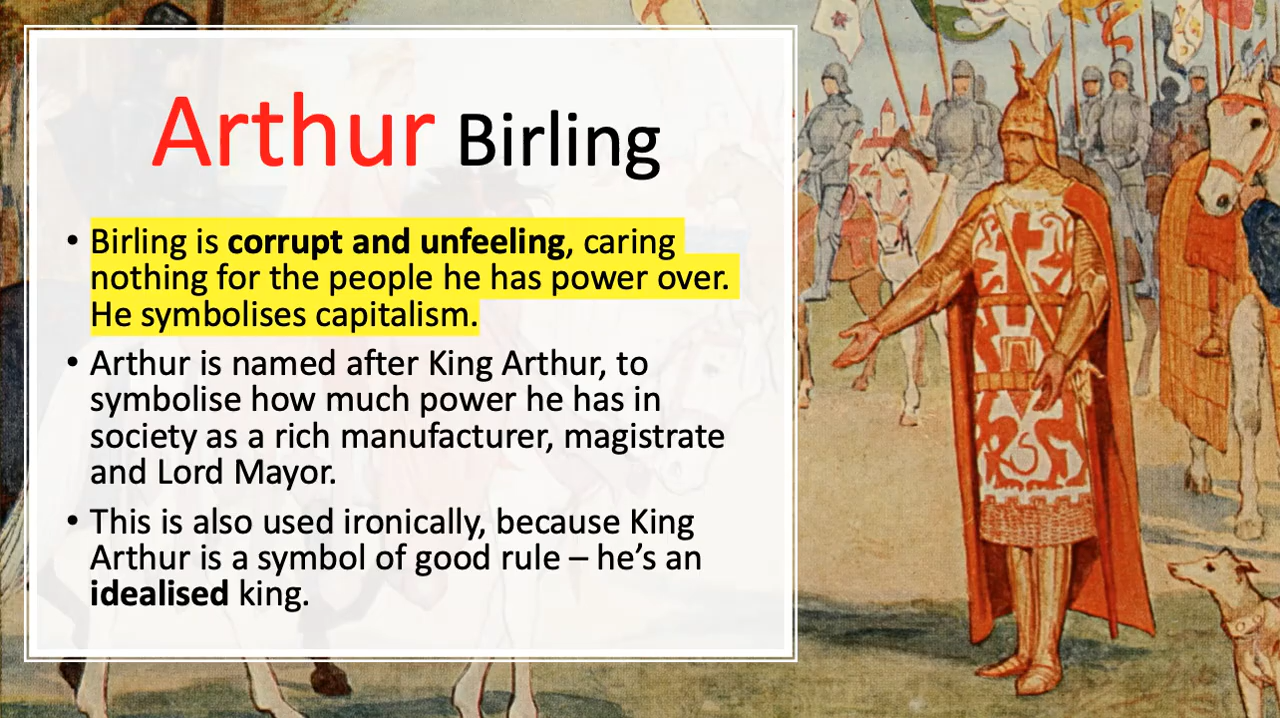 Arthur Birling
• Birling is corrupt and unfeeling, caring
nothing for the people he has power over.
He symbolises capitalism.
• Arthur is named after King Arthur, to
symbolise how much power he has in
society as a rich manufacturer, magistrate
and Lord Mayor.
• This is also used ironically, because King
Arthur is a symbol of good rule – he’s an
idealised king.